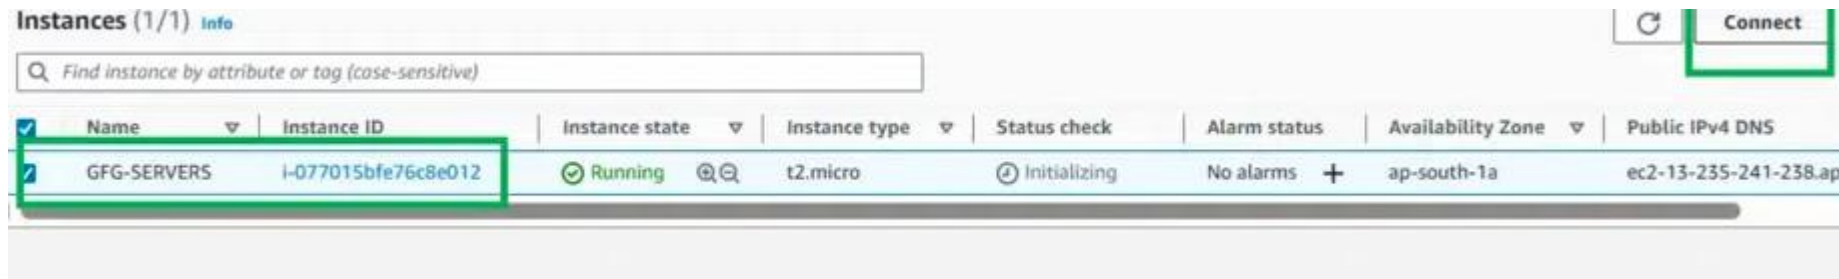 Instances (1/1) Info
Connect
Find instance by attribute or tag (case-sensitive)
Name Instance ID Instance state Instance type Status check Alarm status Availability Zone Public IPv4 DNS
GFG-SERVERS i-077015bfe76c8e012 Running t2.micro Initializing No alarms + ap-south-1a ec2-13-235-241-238.ap